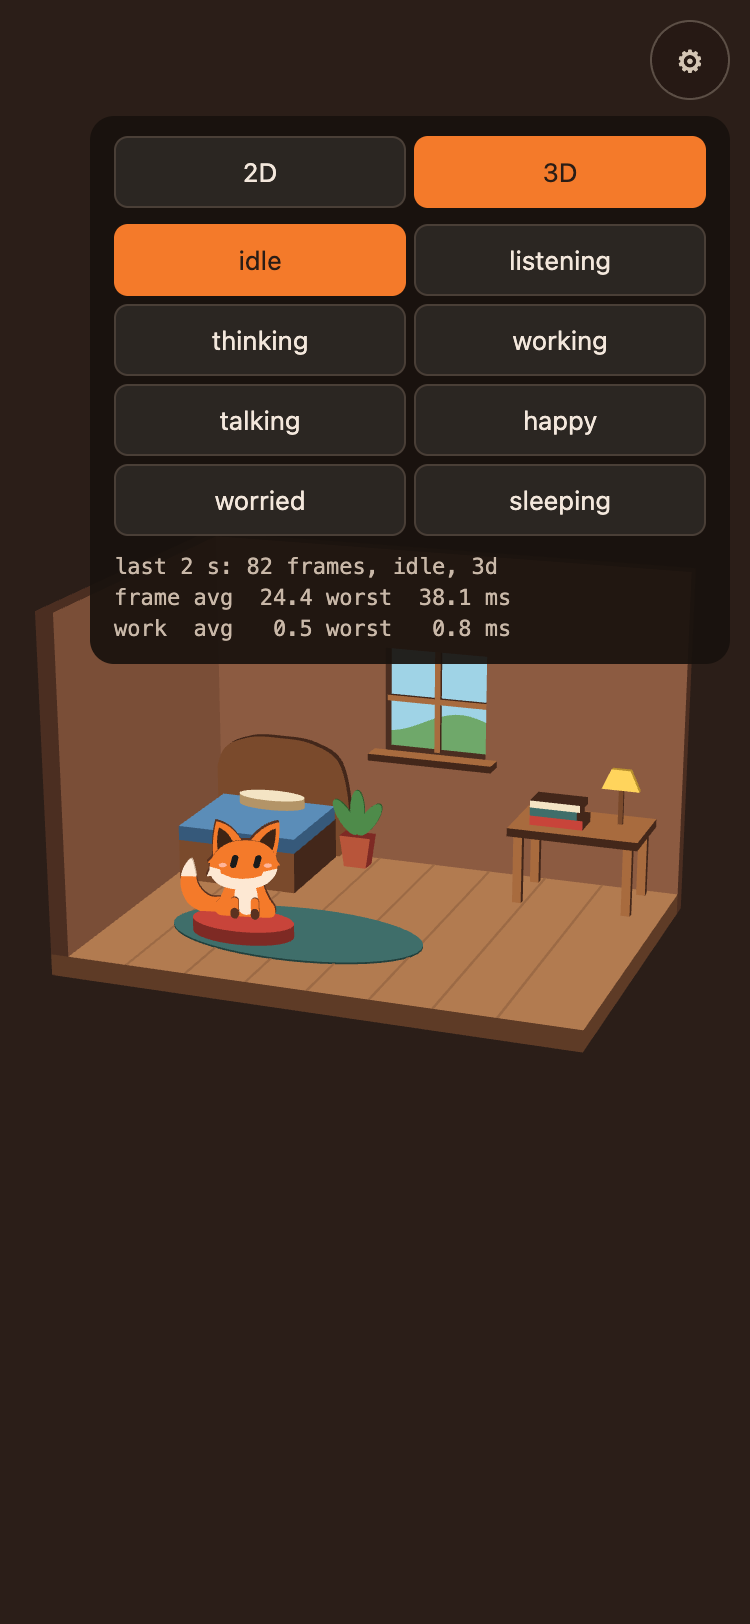 2D 3D
idle listening
thinking working
talking happy
worried sleeping
last 2 s: 82 frames, idle, 3d
frame avg  24.4 worst  38.1 ms
work  avg   0.5 worst   0.8 ms